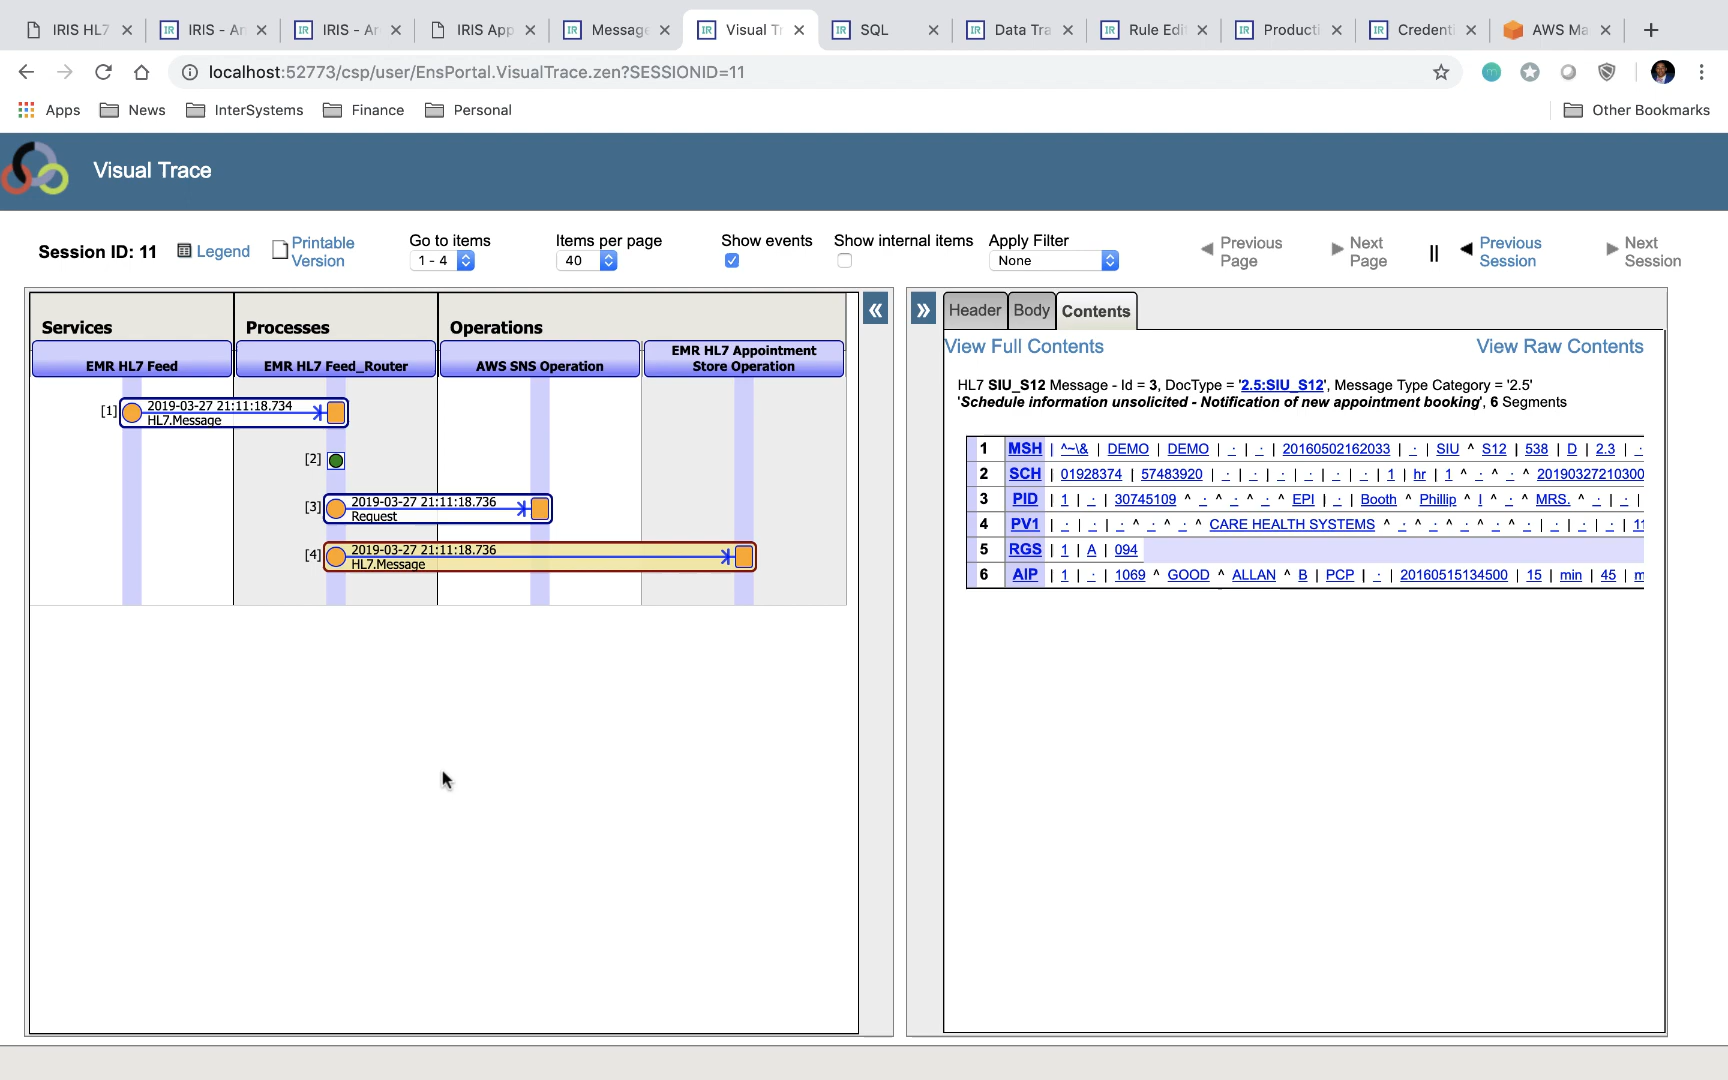 IRIS HL7
IRIS - An
IRIS - Ar
IRIS App
Message
Visual Tr
SQL
Data Tra
Rule Edi
Producti
Credenti
AWS Ma
localhost:52773/csp/user/EnsPortal.VisualTrace.zen?SESSIONID=11
Apps News InterSystems Finance Personal Other Bookmarks
Visual Trace
Session ID: 11
Legend
Printable Version
Go to items
1 - 4
Items per page
40
Show events
Show internal items
Apply Filter
None
Previous Page
Next Page
Previous Session
Next Session
Services Processes Operations
EMR HL7 Feed
EMR HL7 Feed_Router
AWS SNS Operation
EMR HL7 Appointment
Store Operation
[1] 2019-03-27 21:11:18.734
HL7.Message
[2]
[3] 2019-03-27 21:11:18.736
Request
[4] 2019-03-27 21:11:18.736
HL7.Message
«
»
Header Body Contents
View Full Contents View Raw Contents
HL7 SIU_S12 Message - Id = 3, DocType = '2.5:SIU_S12', Message Type Category = '2.5'
'Schedule information unsolicited - Notification of new appointment booking', 6 Segments
1 MSH | ^~\& | DEMO | DEMO | · | · | 20160502162033 | · | SIU ^ S12 | 538 | D | 2.3 | ·
2 SCH | 01928374 | 57483920 | · | · | · | · | · | · | 1 | hr | 1 ^ · ^ · ^ 20190327210300
3 PID | 1 | · | 30745109 ^ · ^ · ^ · ^ EPI | · | Booth ^ Phillip ^ I ^ · ^ MRS. ^ · | · |
4 PV1 | · | · | · ^ · ^ · ^ CARE HEALTH SYSTEMS ^ · ^ · ^ · ^ · ^ · | · | · | · | 11
5 RGS | 1 | A | 094
6 AIP | 1 | · | 1069 ^ GOOD ^ ALLAN ^ B | PCP | · | 20160515134500 | 15 | min | 45 | m